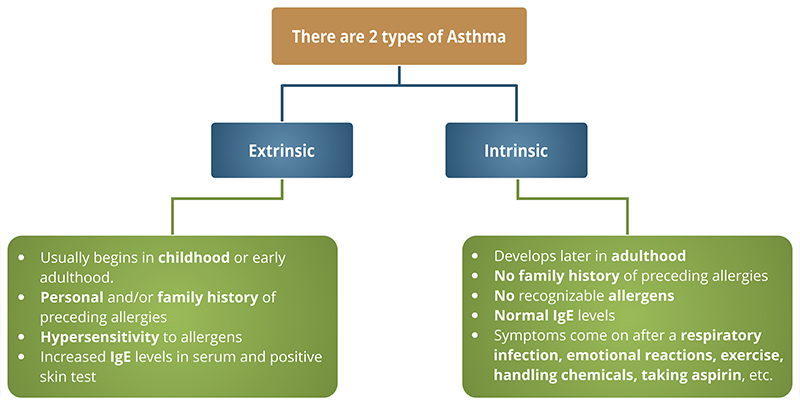 There are 2 types of Asthma
Extrinsic
Intrinsic
• Usually begins in childhood or early
adulthood.
• Personal and/or family history of
preceding allergies
• Hypersensitivity to allergens
• Increased IgE levels in serum and positive
skin test
• Develops later in adulthood
• No family history of preceding allergies
• No recognizable allergens
• Normal IgE levels
• Symptoms come on after a respiratory
infection, emotional reactions, exercise,
handling chemicals, taking aspirin, etc.